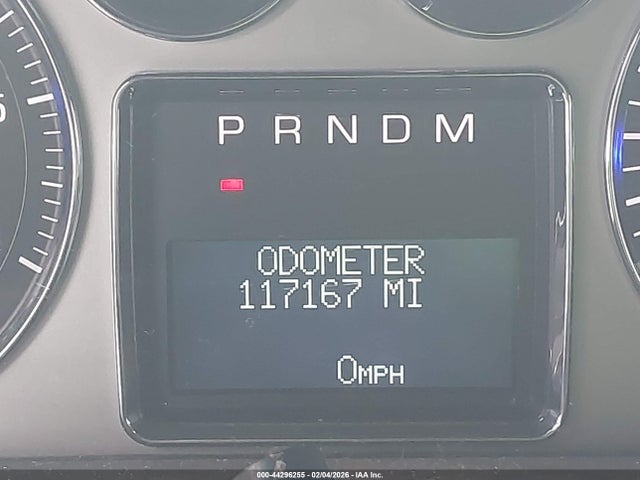 P R N D M
ODOMETER
117167 MI
0MPH
000-44296255 - 02/04/2026 - IAA Inc.